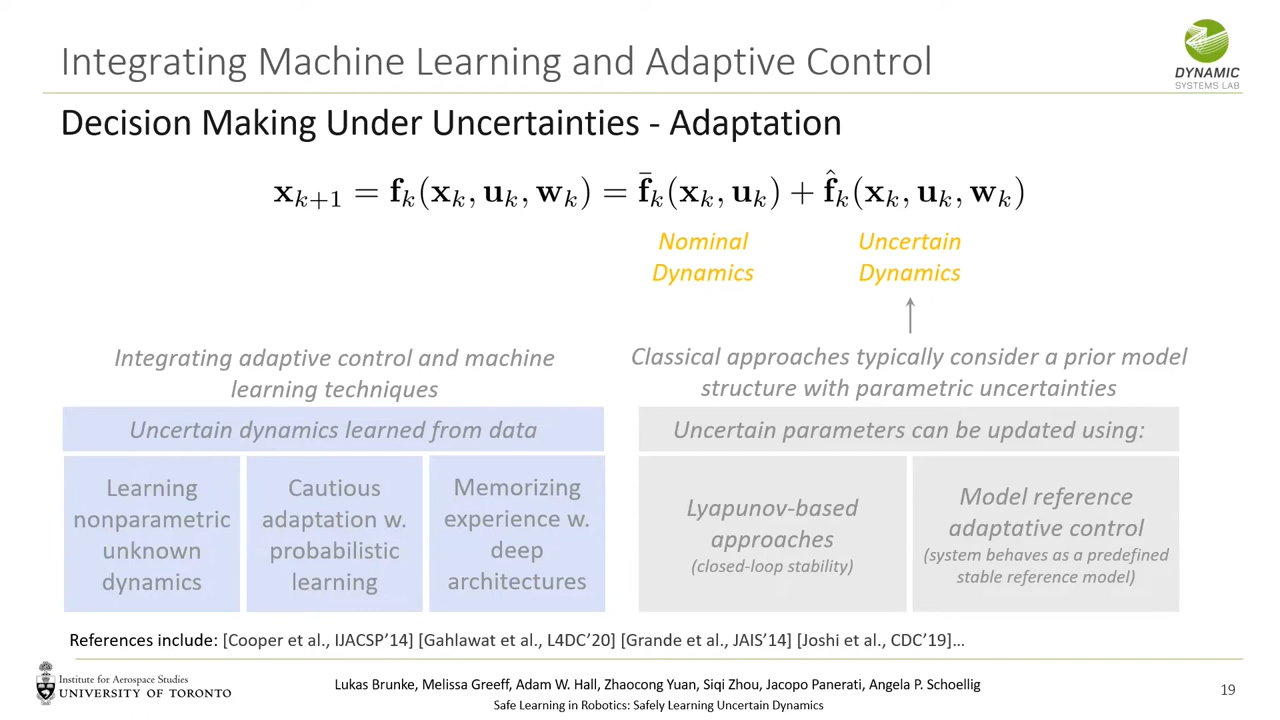 Integrating Machine Learning and Adaptive Control
DYNAMIC
SYSTEMS LAB
Decision Making Under Uncertainties - Adaptation
𝐱ₖ₊₁ = 𝐟ₖ(𝐱ₖ, 𝐮ₖ, 𝐰ₖ) = 𝐟̄ₖ(𝐱ₖ, 𝐮ₖ) + 𝐟̂ₖ(𝐱ₖ, 𝐮ₖ, 𝐰ₖ)
Nominal
Dynamics
Uncertain
Dynamics
Integrating adaptive control and machine
learning techniques
Uncertain dynamics learned from data
Learning
nonparametric
unknown
dynamics
Cautious
adaptation w.
probabilistic
learning
Memorizing
experience w.
deep
architectures
Classical approaches typically consider a prior model
structure with parametric uncertainties
Uncertain parameters can be updated using:
Lyapunov-based
approaches
(closed-loop stability)
Model reference
adaptative control
(system behaves as a predefined
stable reference model)
References include: [Cooper et al., IJACSP’14] [Gahlawat et al., L4DC’20] [Grande et al., JAIS’14] [Joshi et al., CDC’19]…
Institute for Aerospace Studies
UNIVERSITY OF TORONTO
Lukas Brunke, Melissa Greeff, Adam W. Hall, Zhaocong Yuan, Siqi Zhou, Jacopo Panerati, Angela P. Schoellig
Safe Learning in Robotics: Safely Learning Uncertain Dynamics
19